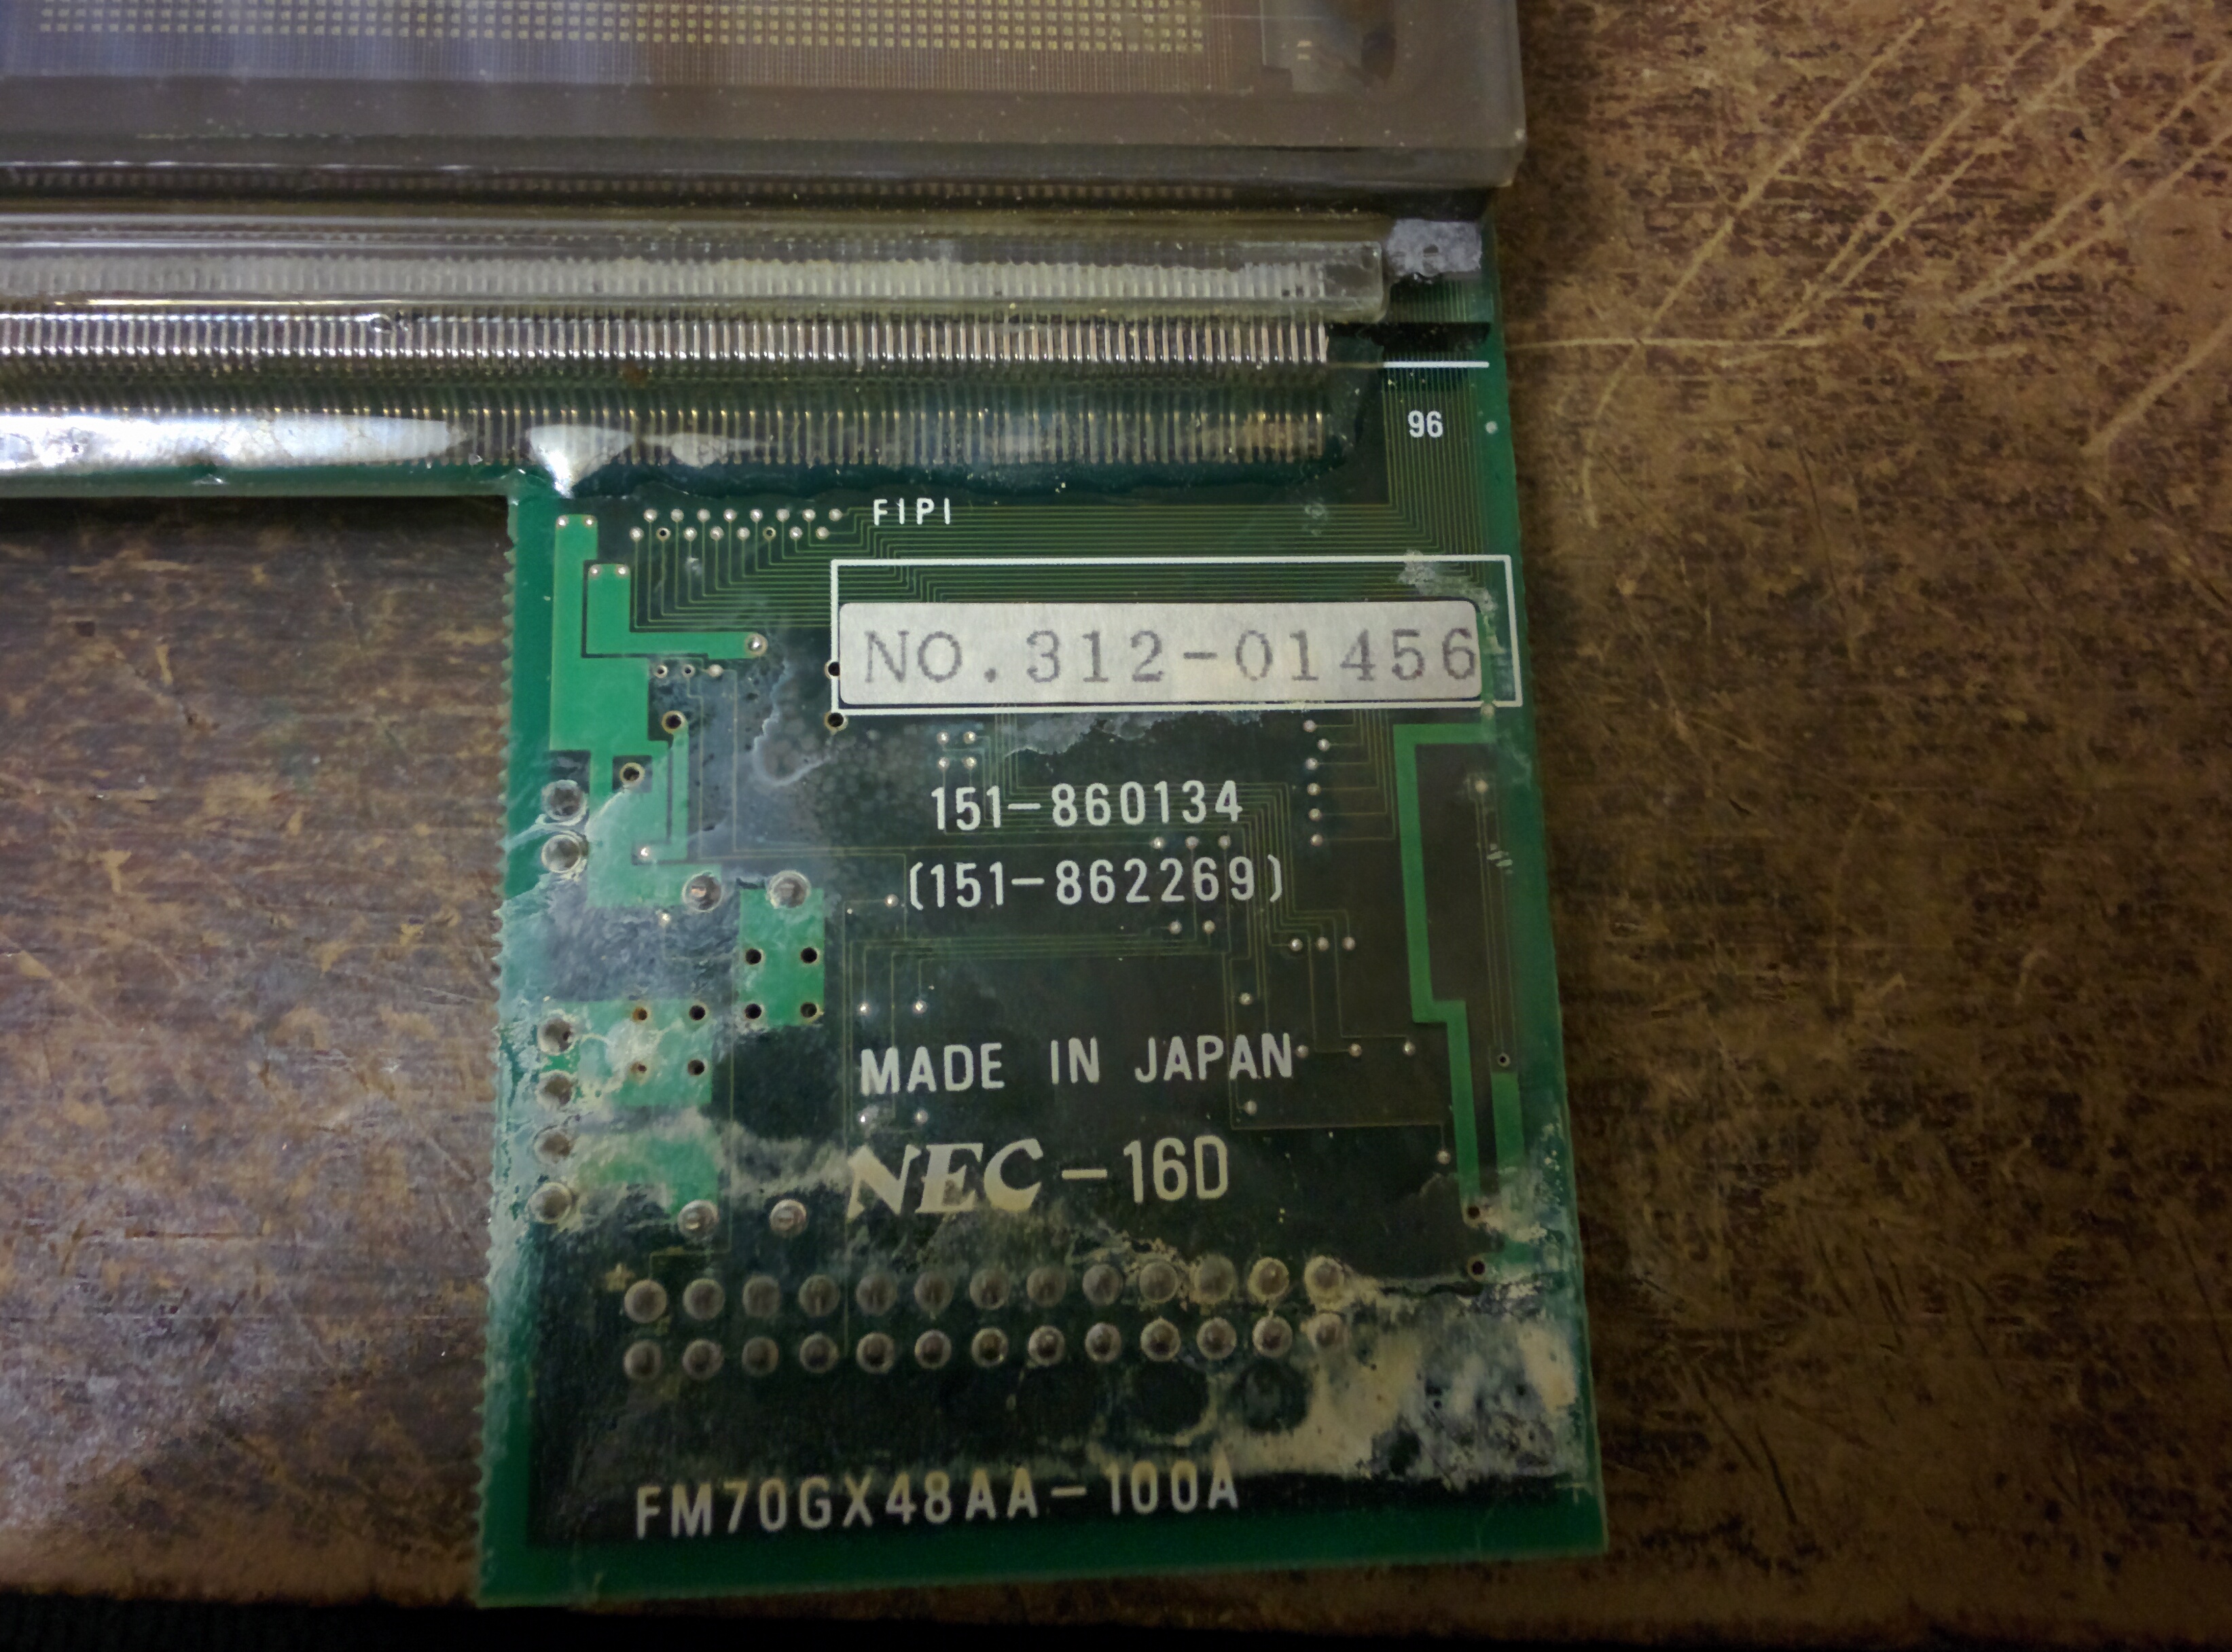 96
FIPI
NO.312-01456
151-860134
(151-862269)
MADE IN JAPAN
NEC-16D
FM70GX48AA-100A